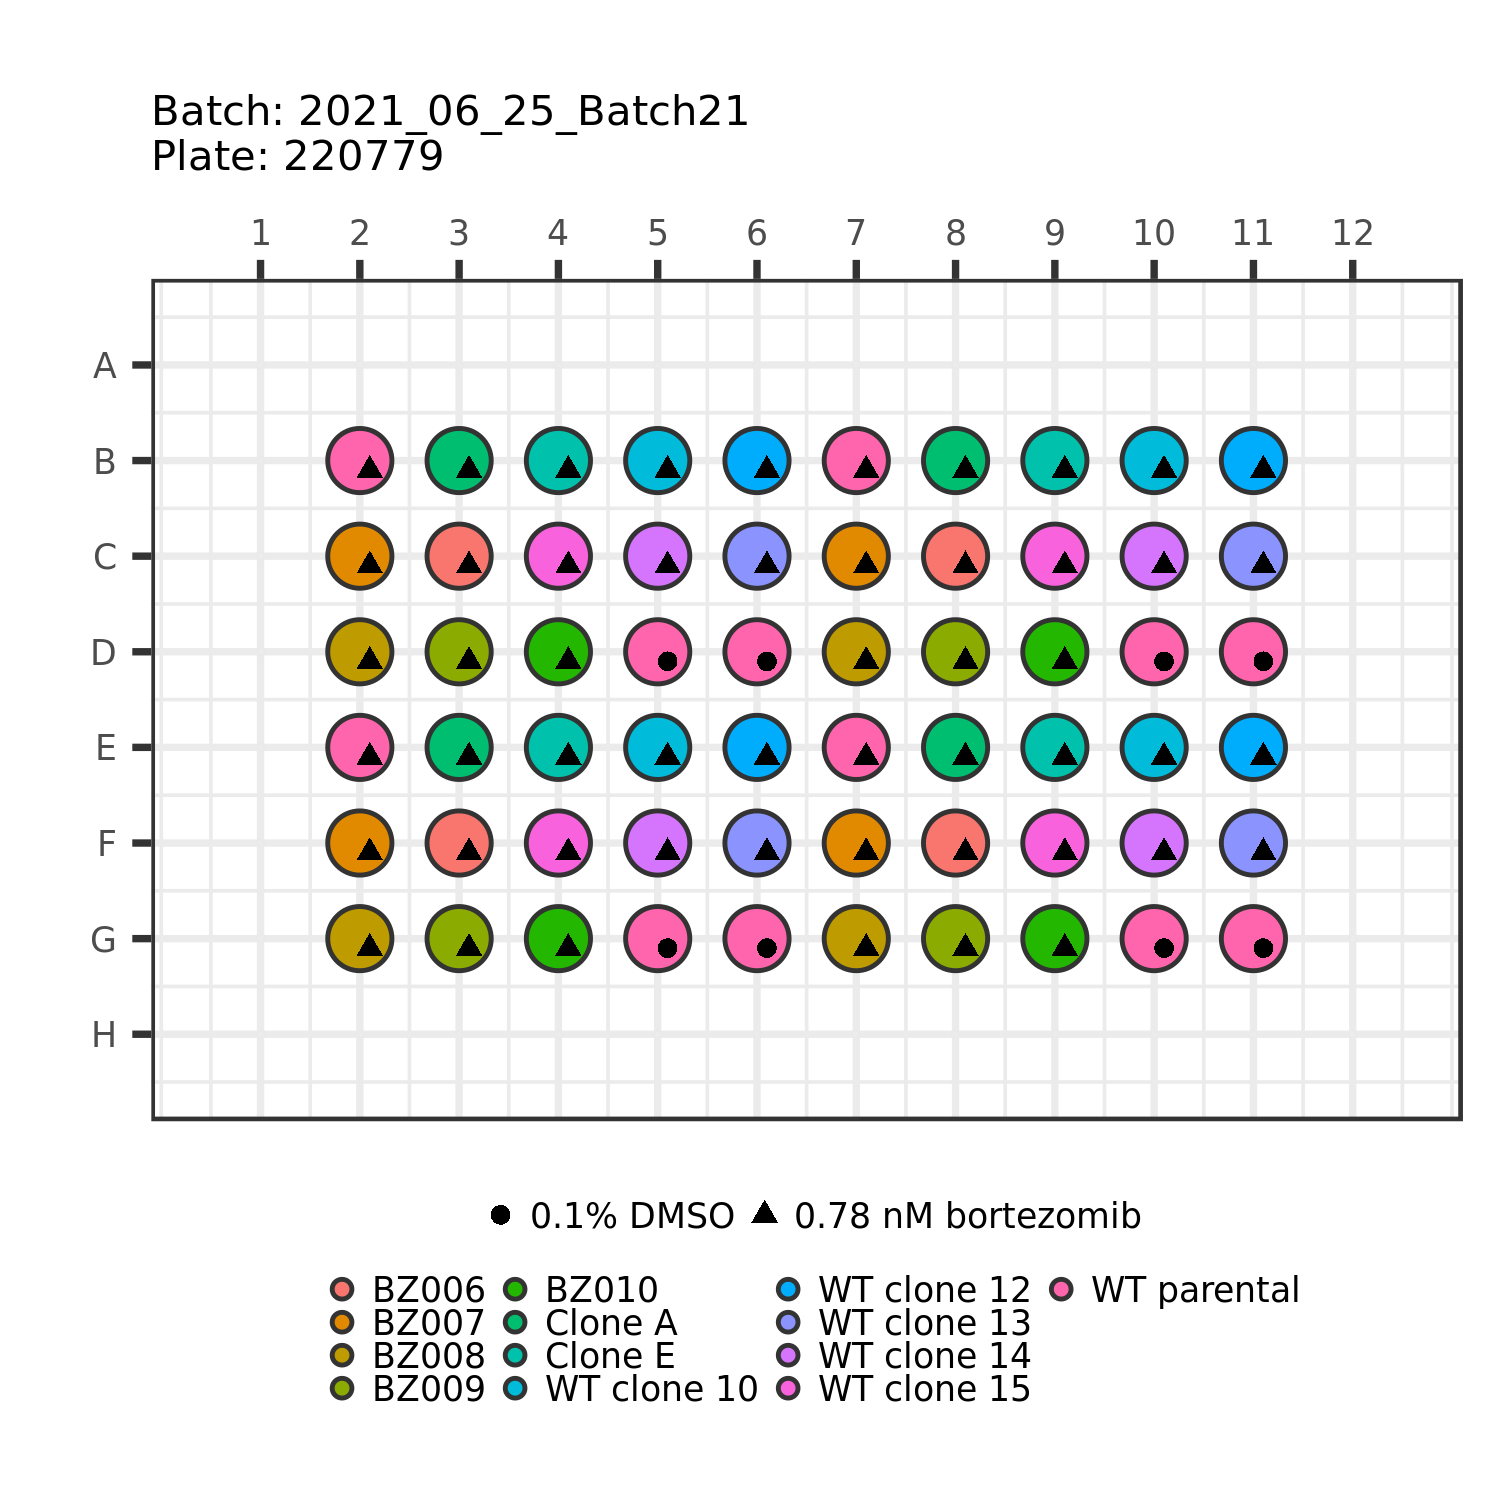 Batch: 2021_06_25_Batch21
Plate: 220779
1 2 3 4 5 6 7 8 9 10 11 12
A
B
C
D
E
F
G
H
0.1% DMSO 0.78 nM bortezomib
BZ006 BZ010 WT clone 12 WT parental
BZ007 Clone A WT clone 13
BZ008 Clone E WT clone 14
BZ009 WT clone 10 WT clone 15